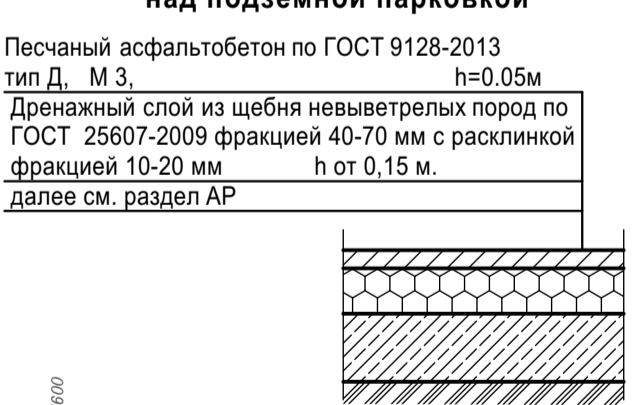 над подземной парковкой
Песчаный асфальтобетон по ГОСТ 9128-2013
тип Д, М 3, h=0.05м
Дренажный слой из щебня невыветрелых пород по
ГОСТ 25607-2009 фракцией 40-70 мм с расклинкой
фракцией 10-20 мм h от 0,15 м.
далее см. раздел АР
600